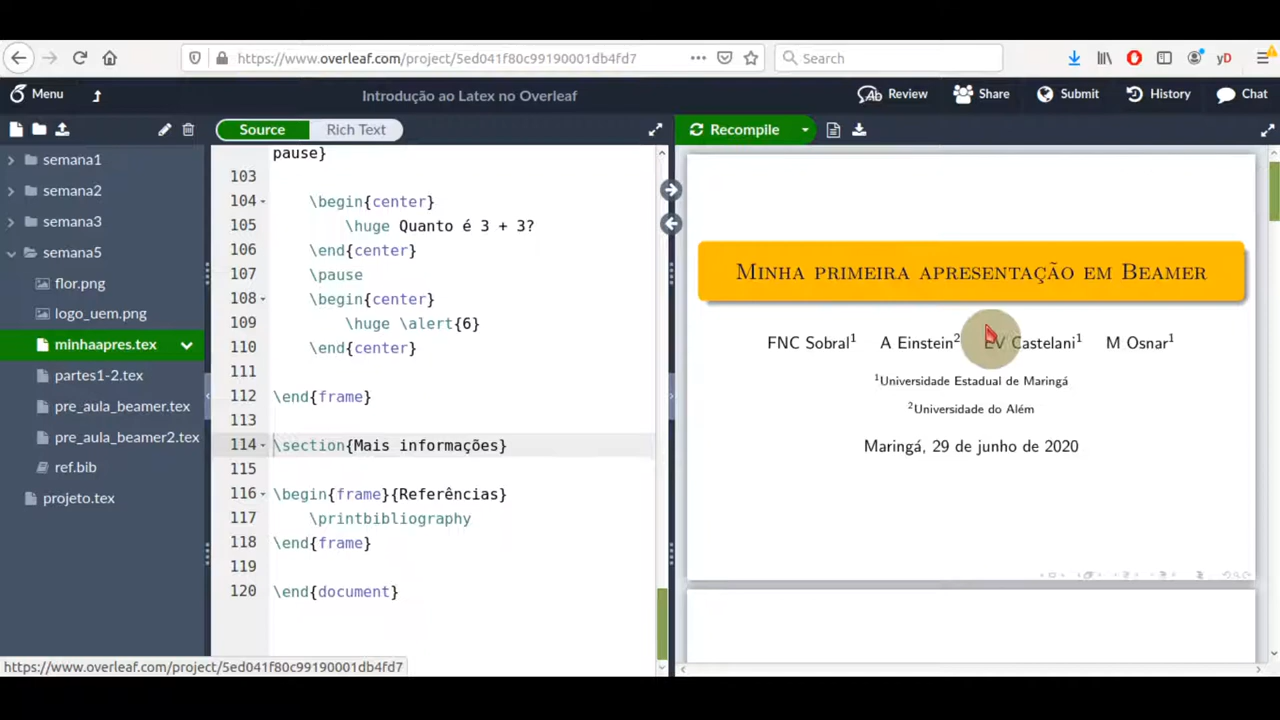 https://www.overleaf.com/project/5ed041f80c99190001db4fd7
Search
yD
Menu
Introdução ao Latex no Overleaf
Review
Share
Submit
History
Chat
Source
Rich Text
Recompile
semana1
semana2
semana3
semana5
flor.png
logo_uem.png
minhaapres.tex
partes1-2.tex
pre_aula_beamer.tex
pre_aula_beamer2.tex
ref.bib
projeto.tex
pause}
103
104 \begin{center}
105 \huge Quanto é 3 + 3?
106 \end{center}
107 \pause
108 \begin{center}
109 \huge \alert{6}
110 \end{center}
111
112 \end{frame}
113
114 \section{Mais informações}
115
116 \begin{frame}{Referências}
117 \printbibliography
118 \end{frame}
119
120 \end{document}
Minha primeira apresentação em Beamer
FNC Sobral¹ A Einstein² EV Castelani¹ M Osnar¹
¹Universidade Estadual de Maringá
²Universidade do Além
Maringá, 29 de junho de 2020
https://www.overleaf.com/project/5ed041f80c99190001db4fd7